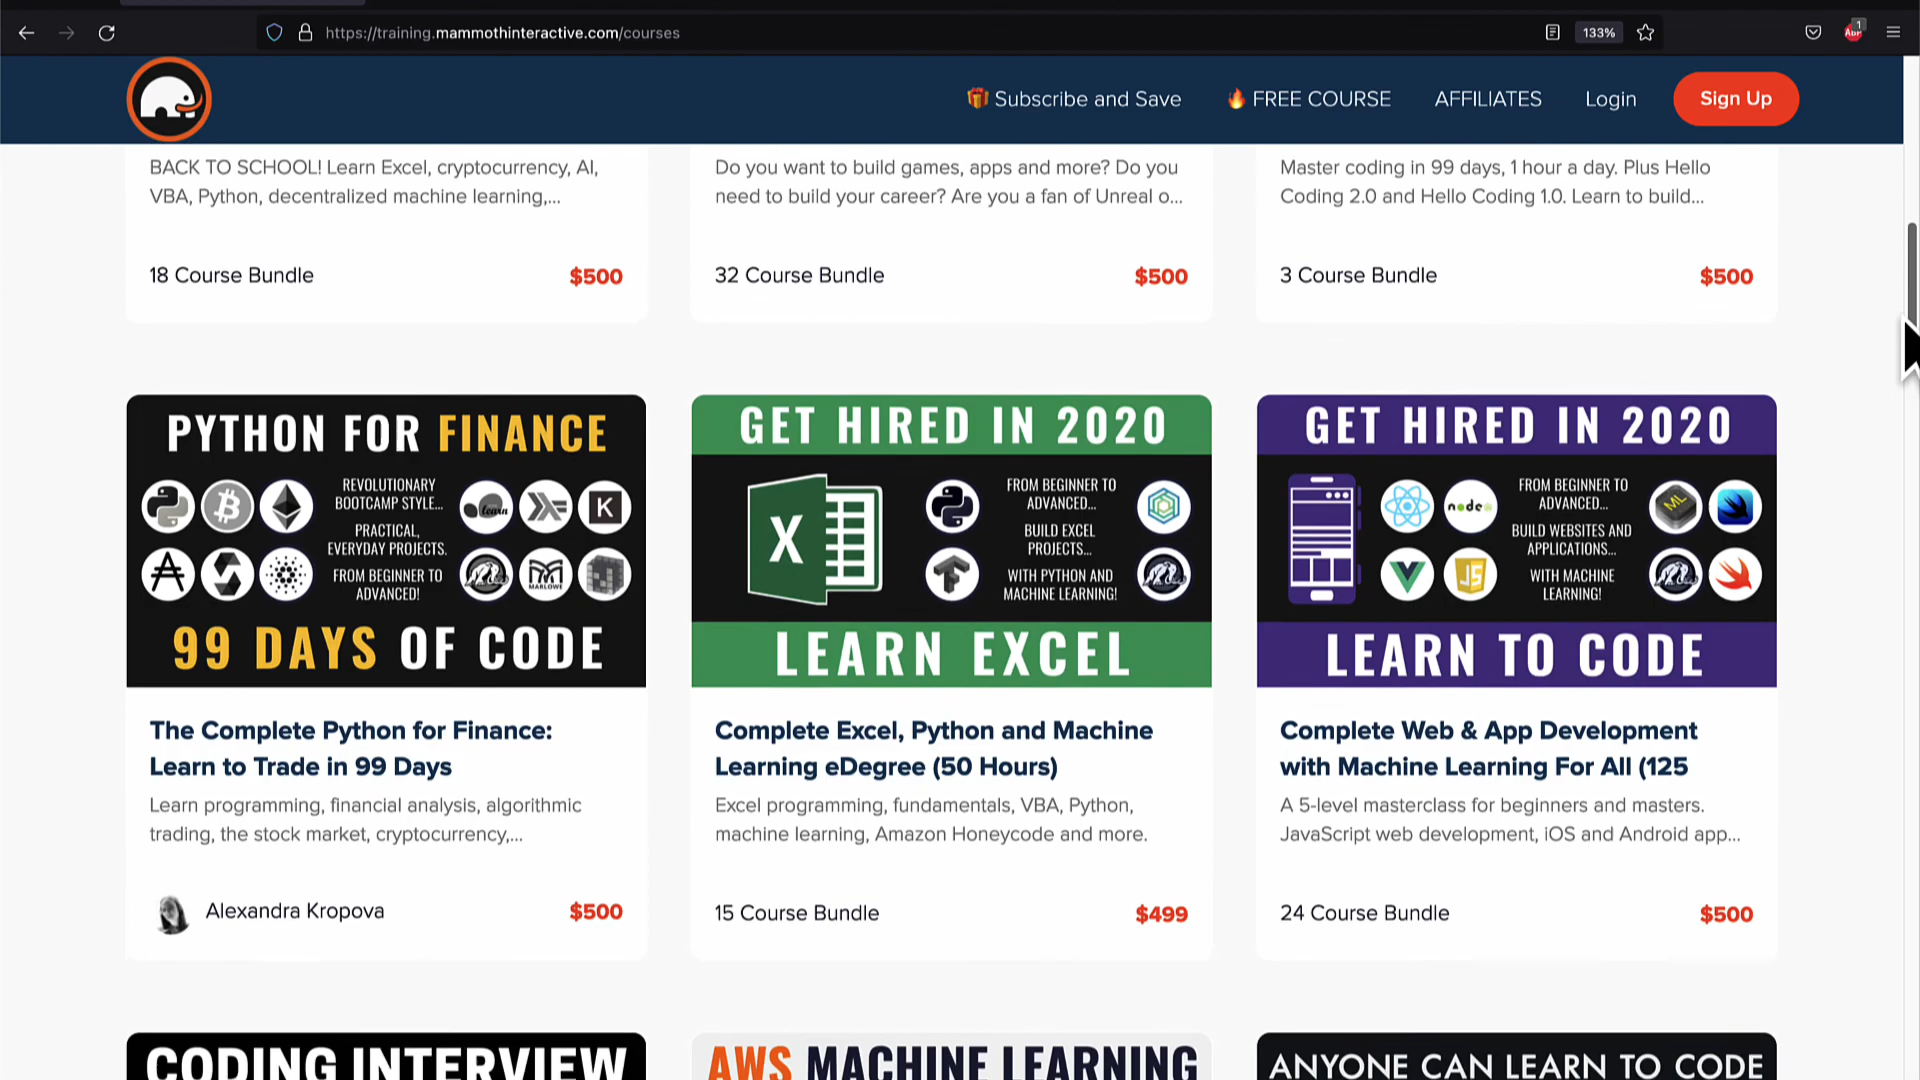 https://training.mammothinteractive.com/courses
133%
1
ABP
🎁 Subscribe and Save
🔥 FREE COURSE
AFFILIATES
Login
Sign Up
BACK TO SCHOOL! Learn Excel, cryptocurrency, AI,
VBA, Python, decentralized machine learning,...
18 Course Bundle
$500
Do you want to build games, apps and more? Do you
need to build your career? Are you a fan of Unreal o...
32 Course Bundle
$500
Master coding in 99 days, 1 hour a day. Plus Hello
Coding 2.0 and Hello Coding 1.0. Learn to build...
3 Course Bundle
$500
PYTHON FOR FINANCE
REVOLUTIONARY
BOOTCAMP STYLE...
PRACTICAL,
EVERYDAY PROJECTS.
FROM BEGINNER TO
ADVANCED!
learn
K
MARLOWE
99 DAYS OF CODE
The Complete Python for Finance:
Learn to Trade in 99 Days
Learn programming, financial analysis, algorithmic
trading, the stock market, cryptocurrency,...
Alexandra Kropova
$500
GET HIRED IN 2020
X
FROM BEGINNER TO
ADVANCED...
BUILD EXCEL
PROJECTS...
WITH PYTHON AND
MACHINE LEARNING!
LEARN EXCEL
Complete Excel, Python and Machine
Learning eDegree (50 Hours)
Excel programming, fundamentals, VBA, Python,
machine learning, Amazon Honeycode and more.
15 Course Bundle
$499
GET HIRED IN 2020
node
JS
FROM BEGINNER TO
ADVANCED...
BUILD WEBSITES AND
APPLICATIONS...
WITH MACHINE
LEARNING!
ML
LEARN TO CODE
Complete Web & App Development
with Machine Learning For All (125
A 5-level masterclass for beginners and masters.
JavaScript web development, iOS and Android app...
24 Course Bundle
$500
CODING INTERVIEW
AWS MACHINE LEARNING
ANYONE CAN LEARN TO CODE